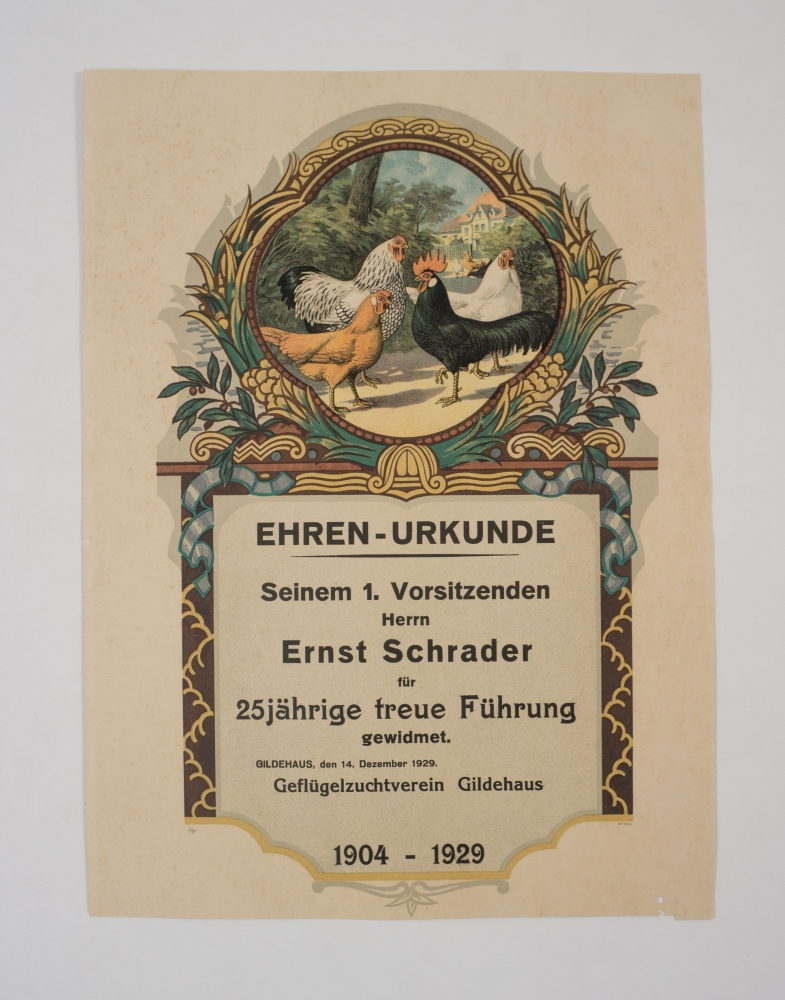 EHREN-URKUNDE
Seinem 1. Vorsitzenden
Herrn
Ernst Schrader
für
25jährige treue Führung
gewidmet.
GILDEHAUS, den 14. Dezember 1929.
Geflügelzuchtverein Gildehaus
1904 - 1929